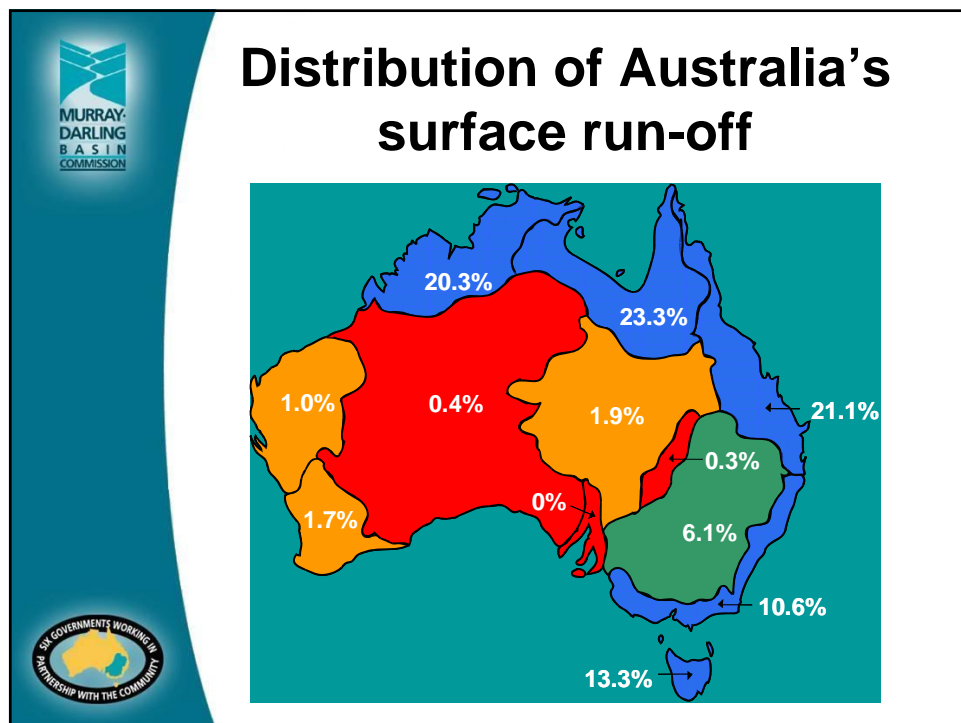 MURRAY-
DARLING
BASIN
COMMISSION
Distribution of Australia’s
surface run-off
20.3%
23.3%
1.0%
0.4%
1.9%
21.1%
0.3%
0%
1.7%
6.1%
10.6%
13.3%
SIX GOVERNMENTS WORKING IN
PARTNERSHIP WITH THE COMMUNITY